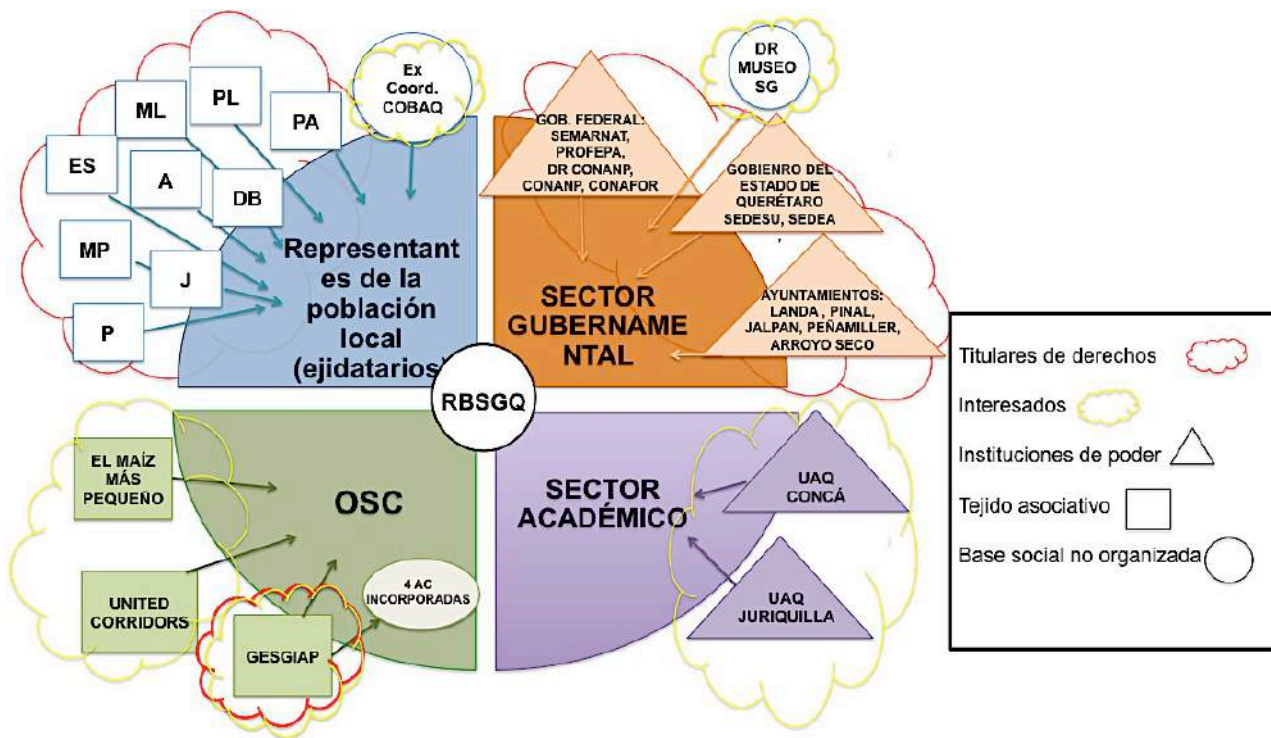 ML
PL
PA
ES
A
DB
MP
J
P
Ex
Coord.
COBAQ
Representant
es de la
población
local
(ejidatarios)
DR
MUSEO
SG
GOB. FEDERAL:
SEMARNAT,
PROFEPA,
DR CONANP,
CONANP, CONAFOR
GOBIENRO DEL
ESTADO DE
QUERÉTARO
SEDESU, SEDEA
AYUNTAMIENTOS:
LANDA , PINAL,
JALPAN, PEÑAMILLER,
ARROYO SECO
SECTOR
GUBERNAME
NTAL
RBSGQ
EL MAÍZ
MÁS
PEQUEÑO
UNITED
CORRIDORS
GESGIAP
4 AC
INCORPORADAS
OSC
SECTOR
ACADÉMICO
UAQ
CONCÁ
UAQ
JURIQUILLA
Titulares de derechos
Interesados
Instituciones de poder
Tejido asociativo
Base social no organizada